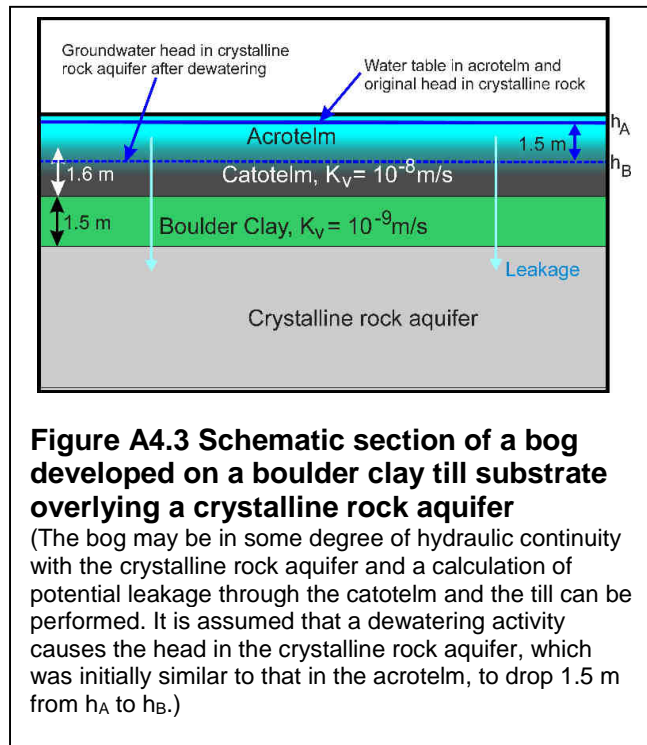 Groundwater head in crystalline
rock aquifer after dewatering
Water table in acrotelm and
original head in crystalline rock
hA
Acrotelm
1.5 m
hB
1.6 m
Catotelm, Kv= 10-8m/s
1.5 m
Boulder Clay, Kv= 10-9m/s
Leakage
Crystalline rock aquifer
Figure A4.3 Schematic section of a bog
developed on a boulder clay till substrate
overlying a crystalline rock aquifer
(The bog may be in some degree of hydraulic continuity
with the crystalline rock aquifer and a calculation of
potential leakage through the catotelm and the till can be
performed. It is assumed that a dewatering activity
causes the head in the crystalline rock aquifer, which
was initially similar to that in the acrotelm, to drop 1.5 m
from hA to hB.)